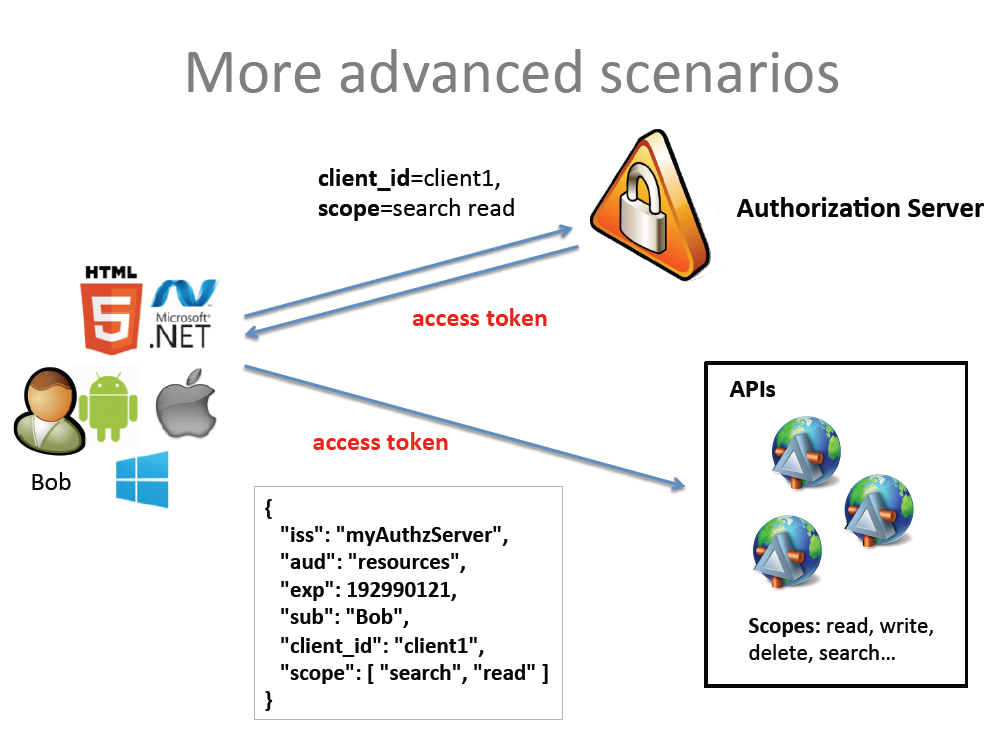 More advanced scenarios
client_id=client1,
scope=search read
Authorization Server
HTML
5
Microsoft®
.NET
access token
APIs
access token
Bob
{
"iss": "myAuthzServer",
"aud": "resources",
"exp": 192990121,
"sub": "Bob",
"client_id": "client1",
"scope": [ "search", "read" ]
}
Scopes: read, write,
delete, search…